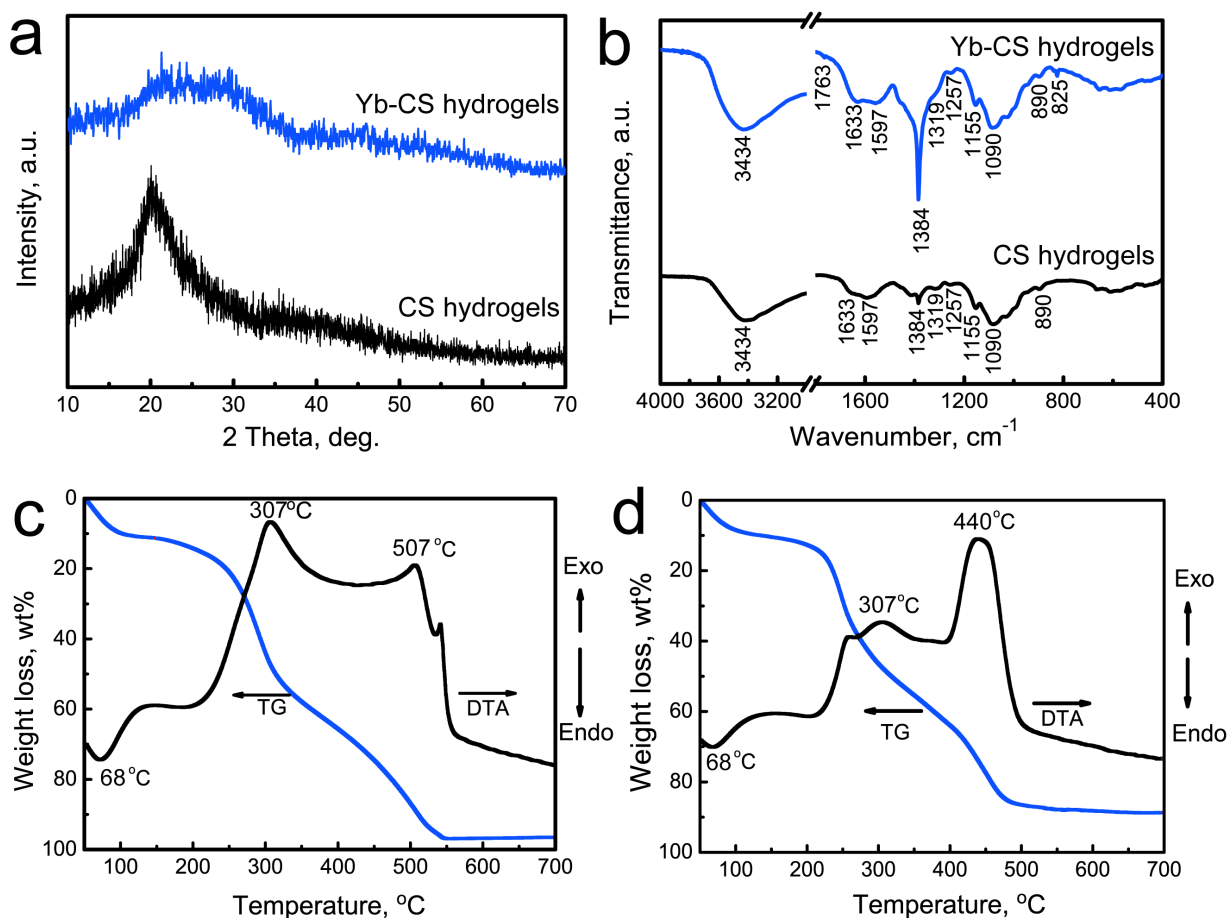 a
Yb-CS hydrogels
CS hydrogels
Intensity, a.u.
10 20 30 40 50 60 70
2 Theta, deg.
b
Yb-CS hydrogels
3434
1763
1633
1597
1384
1319
1257
1155
1090
890
825
CS hydrogels
3434
1633
1597
1384
1319
1257
1155
1090
890
Transmittance, a.u.
4000 3600 3200 1600 1200 800 400
Wavenumber, cm⁻¹
c
307°C
507 °C
68 °C
TG
DTA
Exo
Endo
0
20
40
60
80
100
Weight loss, wt%
100 200 300 400 500 600 700
Temperature, °C
d
440°C
307°C
68°C
TG
DTA
Exo
Endo
0
20
40
60
80
100
Weight loss, wt%
100 200 300 400 500 600 700
Temperature, °C